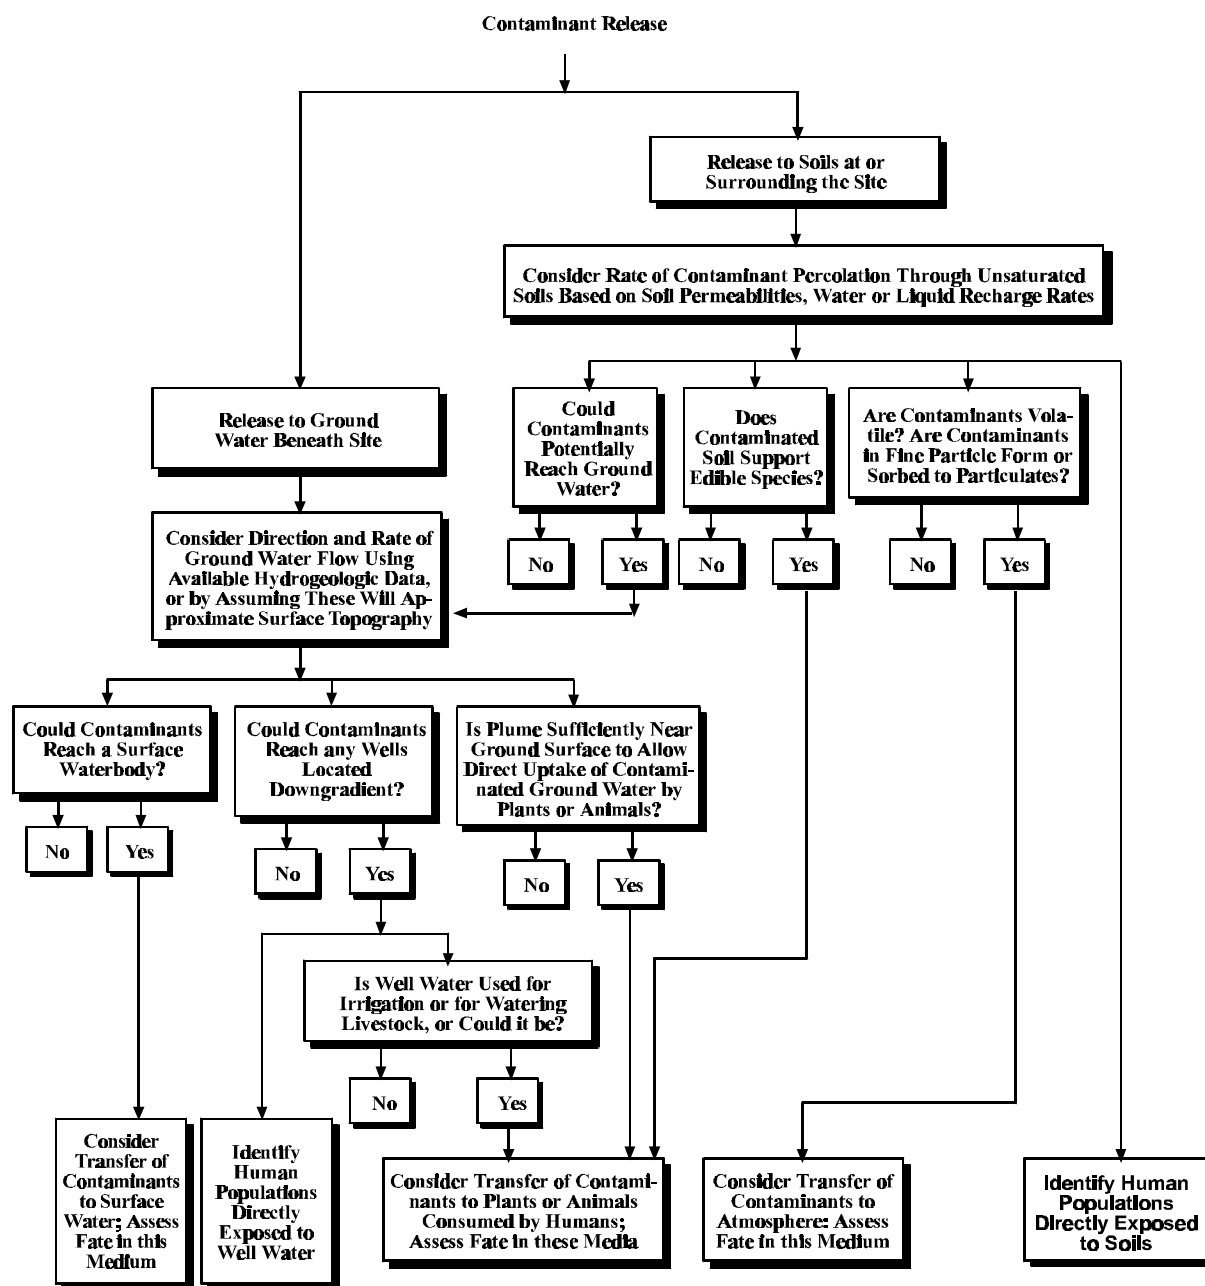 Contaminant Release
Release to Soils at or
Surrounding the Site
Consider Rate of Contaminant Percolation Through Unsaturated
Soils Based on Soil Permeabilities, Water or Liquid Recharge Rates
Release to Ground
Water Beneath Site
Could
Contaminants
Potentially
Reach Ground
Water?
Does
Contaminated
Soil Support
Edible Species?
Are Contaminants Vola-
tile? Are Contaminants
in Fine Particle Form or
Sorbed to Particulates?
No
Yes
No
Yes
No
Yes
Consider Direction and Rate of
Ground Water Flow Using
Available Hydrogeologic Data,
or by Assuming These Will Ap-
proximate Surface Topography
Could Contaminants
Reach a Surface
Waterbody?
Could Contaminants
Reach any Wells
Located
Downgradient?
Is Plume Sufficiently Near
Ground Surface to Allow
Direct Uptake of Contami-
nated Ground Water by
Plants or Animals?
No
Yes
No
Yes
No
Yes
Is Well Water Used for
Irrigation or for Watering
Livestock, or Could it be?
No
Yes
Consider
Transfer of
Contaminants
to Surface
Water; Assess
Fate in this
Medium
Identify
Human
Populations
Directly
Exposed to
Well Water
Consider Transfer of Contami-
nants to Plants or Animals
Consumed by Humans;
Assess Fate in these Media
Consider Transfer of
Contaminants to
Atmosphere: Assess
Fate in this Medium
Identify Human
Populations
Directly Exposed
to Soils